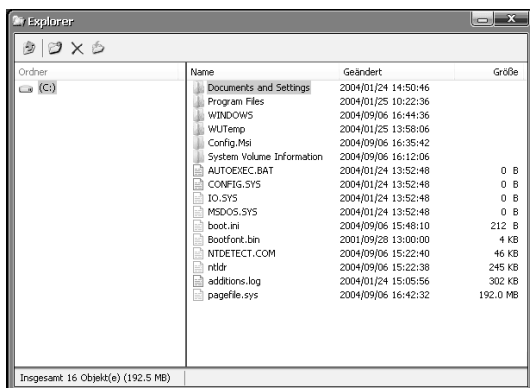 Explorer
Ordner Name Geändert Größe
(C:) Documents and Settings 2004/01/24 14:50:46
Program Files 2004/01/25 10:22:36
WINDOWS 2004/09/06 16:44:36
WUTemp 2004/01/25 13:58:06
Config.Msi 2004/09/06 16:35:42
System Volume Information 2004/09/06 16:12:06
AUTOEXEC.BAT 2004/01/24 13:52:48 0 B
CONFIG.SYS 2004/01/24 13:52:48 0 B
IO.SYS 2004/01/24 13:52:48 0 B
MSDOS.SYS 2004/01/24 13:52:48 0 B
boot.ini 2004/09/06 15:48:10 212 B
Bootfont.bin 2001/09/28 13:00:00 4 KB
NTDETECT.COM 2004/09/06 15:22:40 46 KB
ntldr 2004/09/06 15:22:38 245 KB
additions.log 2004/01/24 15:05:56 302 KB
pagefile.sys 2004/09/06 16:42:32 192.0 MB
Insgesamt 16 Objekt(e) (192.5 MB)